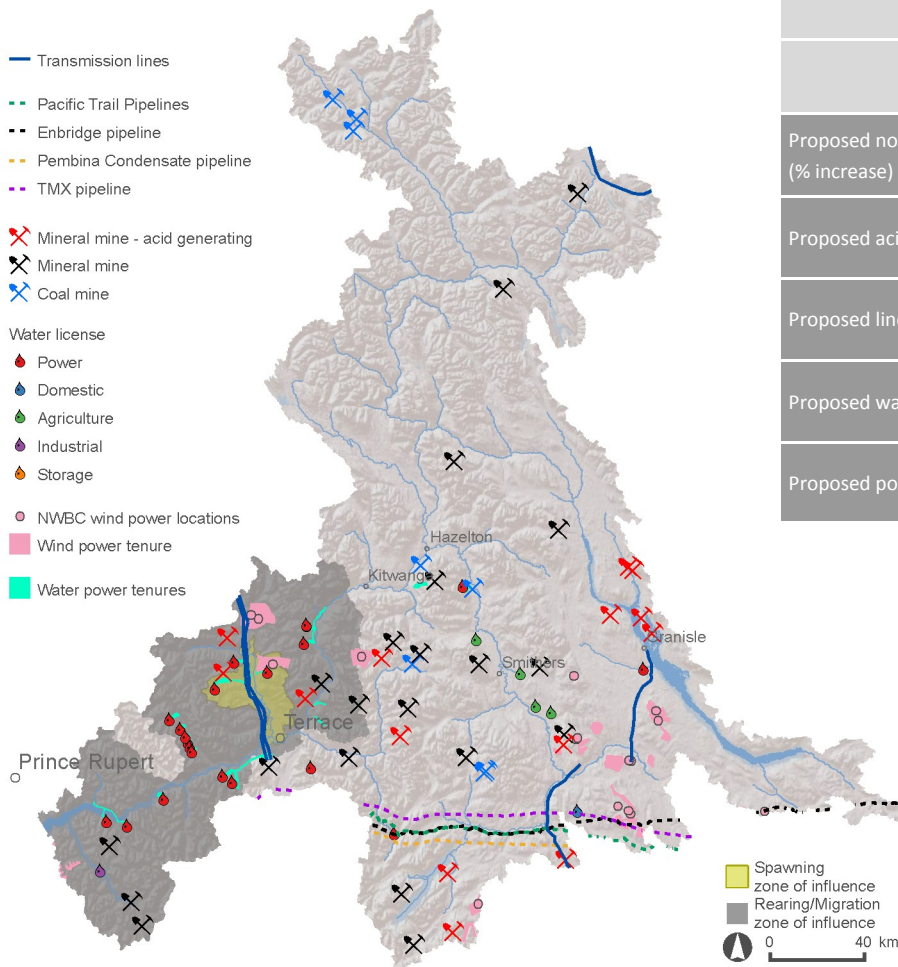 Transmission lines
Pacific Trail Pipelines
Enbridge pipeline
Pembina Condensate pipeline
TMX pipeline
Mineral mine - acid generating
Mineral mine
Coal mine
Water license
Power
Domestic
Agriculture
Industrial
Storage
NWBC wind power locations
Wind power tenure
Water power tenures
Proposed no
(% increase)
Proposed aci
Proposed line
Proposed wa
Proposed po
Hazelton
Kitwanga
Granisle
Smithers
Terrace
Prince Rupert
Spawning
zone of influence
Rearing/Migration
zone of influence
0 40 km